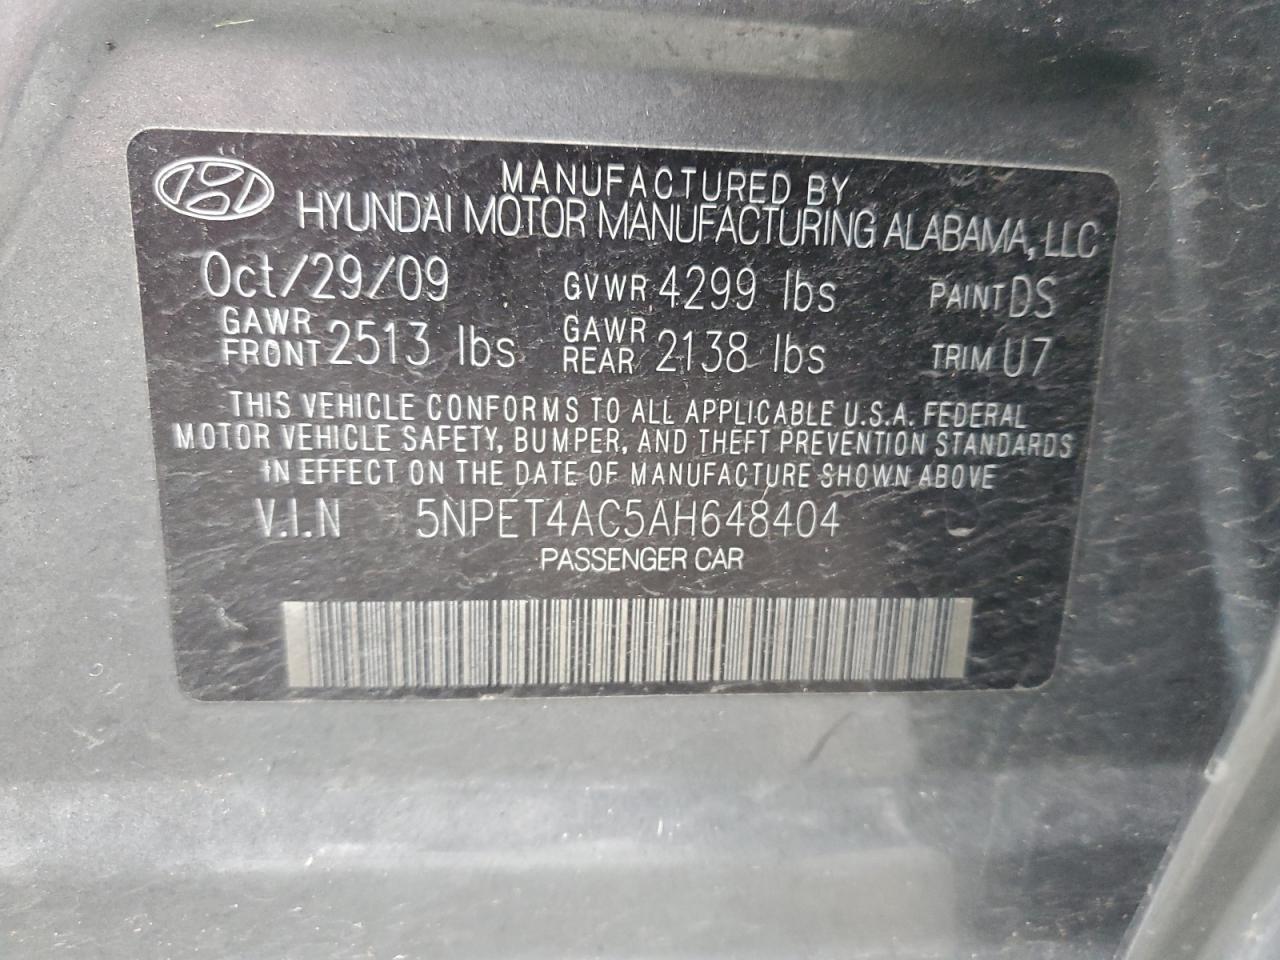 MANUFACTURED BY
HYUNDAI MOTOR MANUFACTURING ALABAMA, LLC
Oct/29/09 GVWR 4299 lbs PAINT DS
GAWR FRONT 2513 lbs GAWR REAR 2138 lbs TRIM U7
THIS VEHICLE CONFORMS TO ALL APPLICABLE U.S.A. FEDERAL
MOTOR VEHICLE SAFETY, BUMPER, AND THEFT PREVENTION STANDARDS
IN EFFECT ON THE DATE OF MANUFACTURE SHOWN ABOVE
V.I.N 5NPET4AC5AH648404
PASSENGER CAR